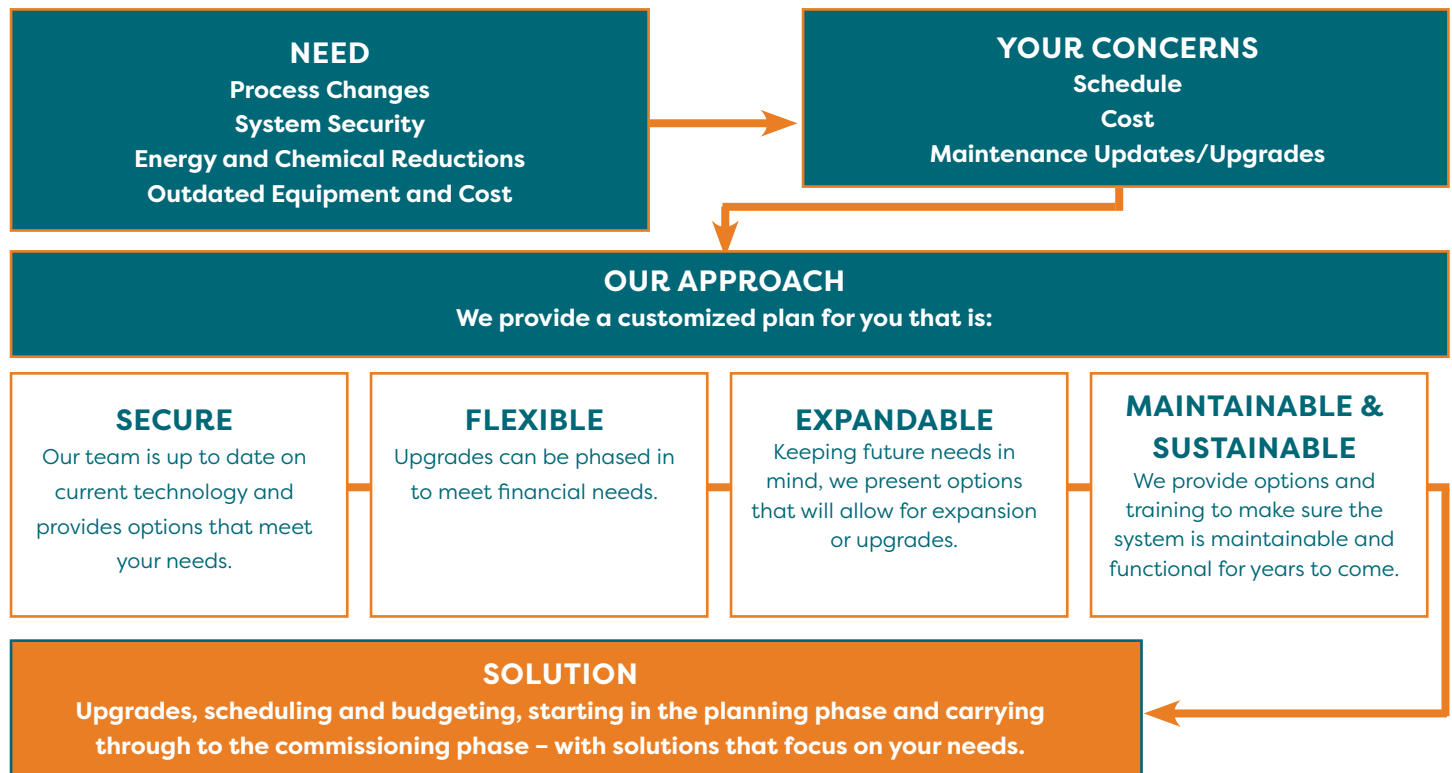 NEED
Process Changes
System Security
Energy and Chemical Reductions
Outdated Equipment and Cost
YOUR CONCERNS
Schedule
Cost
Maintenance Updates/Upgrades
OUR APPROACH
We provide a customized plan for you that is:
SECURE
Our team is up to date on
current technology and
provides options that meet
your needs.
FLEXIBLE
Upgrades can be phased in
to meet financial needs.
EXPANDABLE
Keeping future needs in
mind, we present options
that will allow for expansion
or upgrades.
MAINTAINABLE &
SUSTAINABLE
We provide options and
training to make sure the
system is maintainable and
functional for years to come.
SOLUTION
Upgrades, scheduling and budgeting, starting in the planning phase and carrying
through to the commissioning phase – with solutions that focus on your needs.